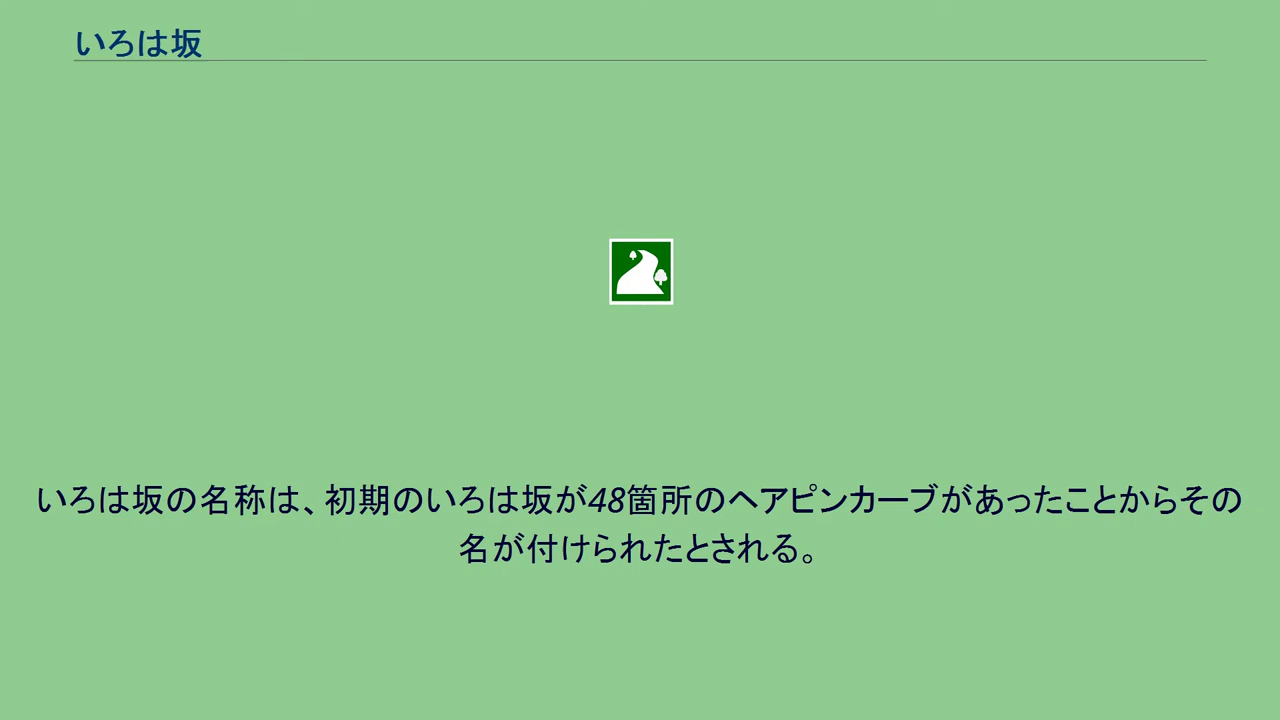 いろは坂
いろは坂の名称は、初期のいろは坂が48箇所のヘアピンカーブがあったことからその
名が付けられたとされる。